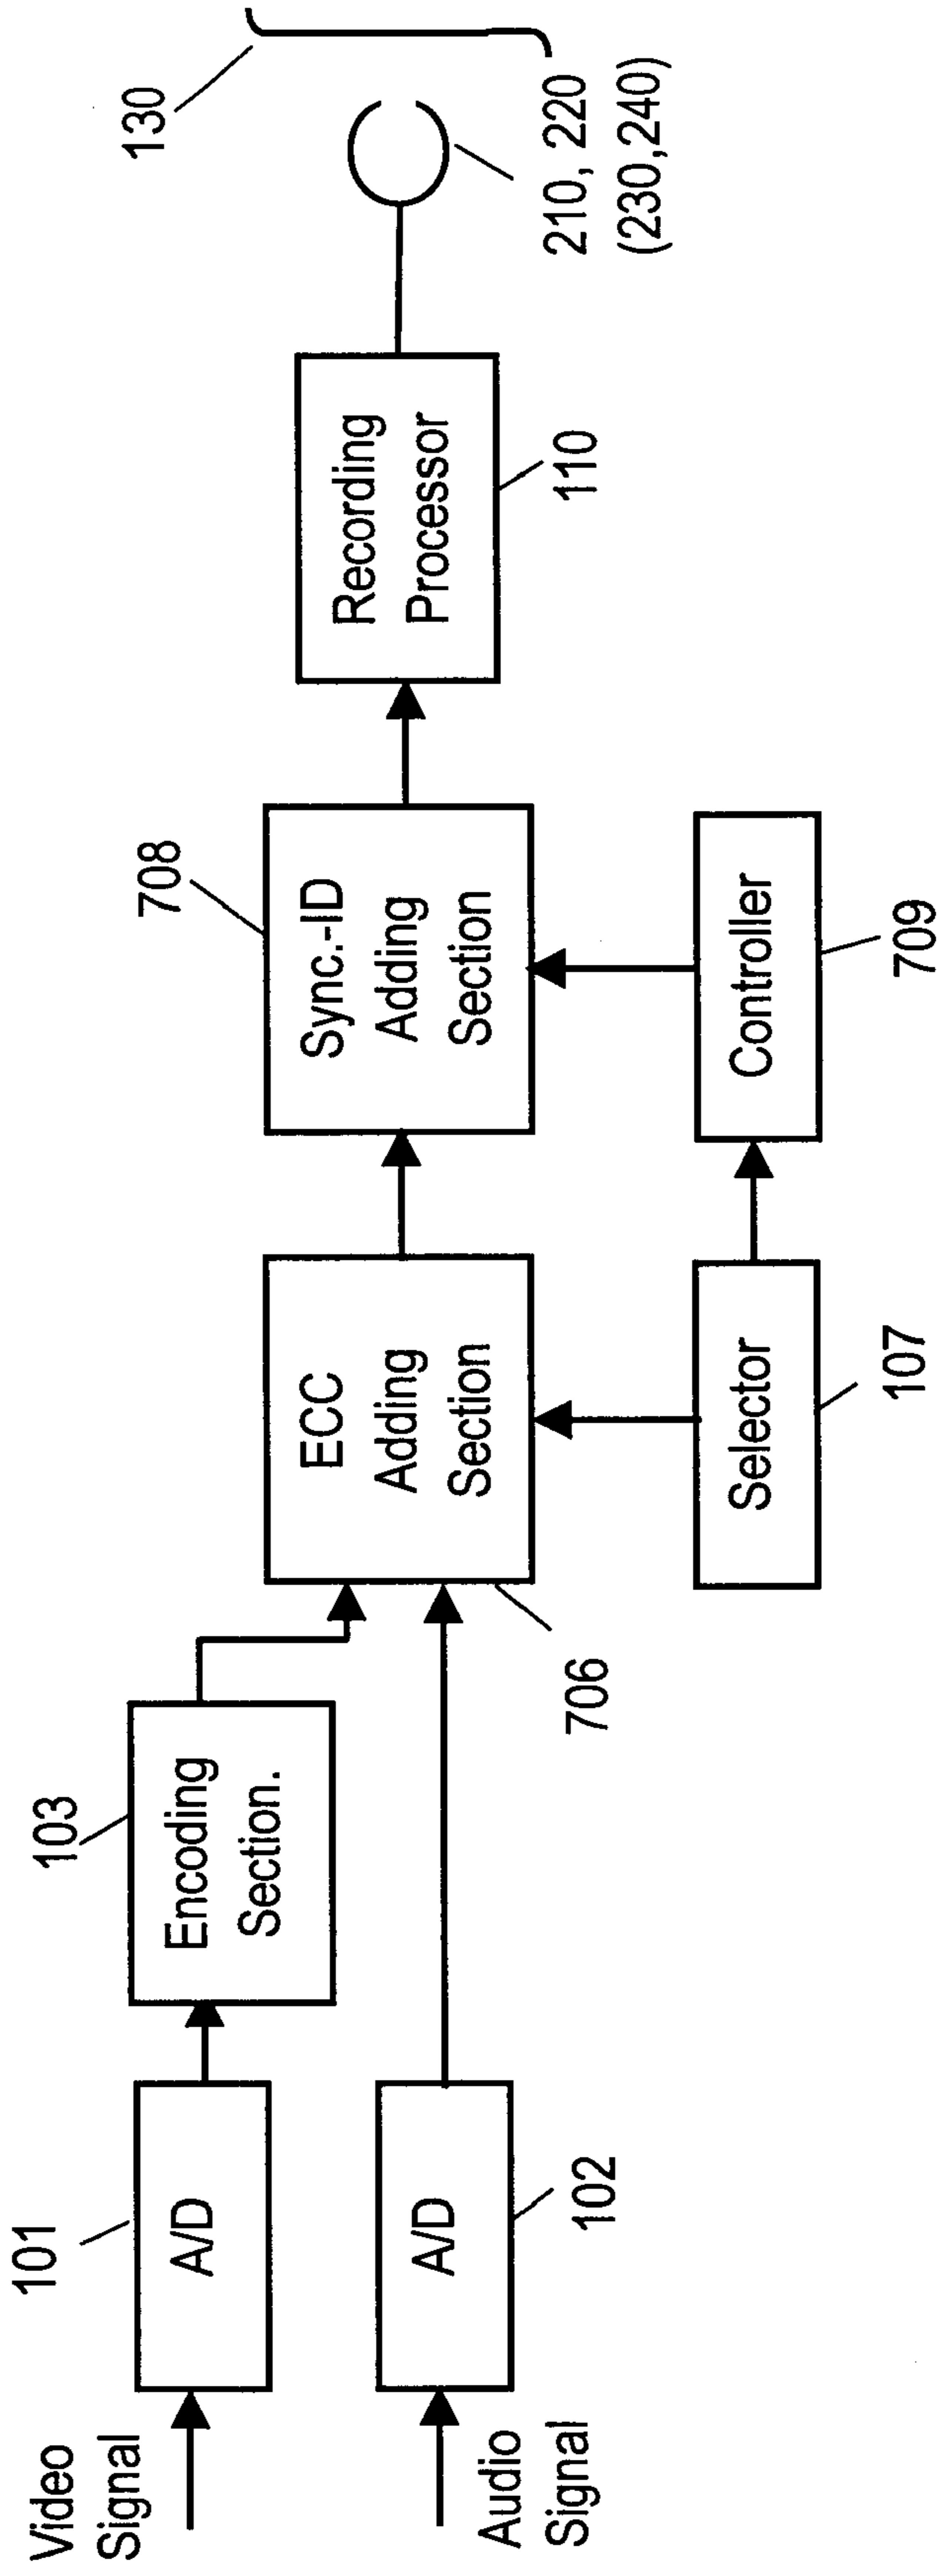 Video
Signal
101
A/D
103
Encoding
Section.
Audio
Signal
A/D
102
ECC
Adding
Section
706
Selector
107
708
Sync.-ID
Adding
Section
Controller
709
Recording
Processor
110
130
210, 220
(230,240)